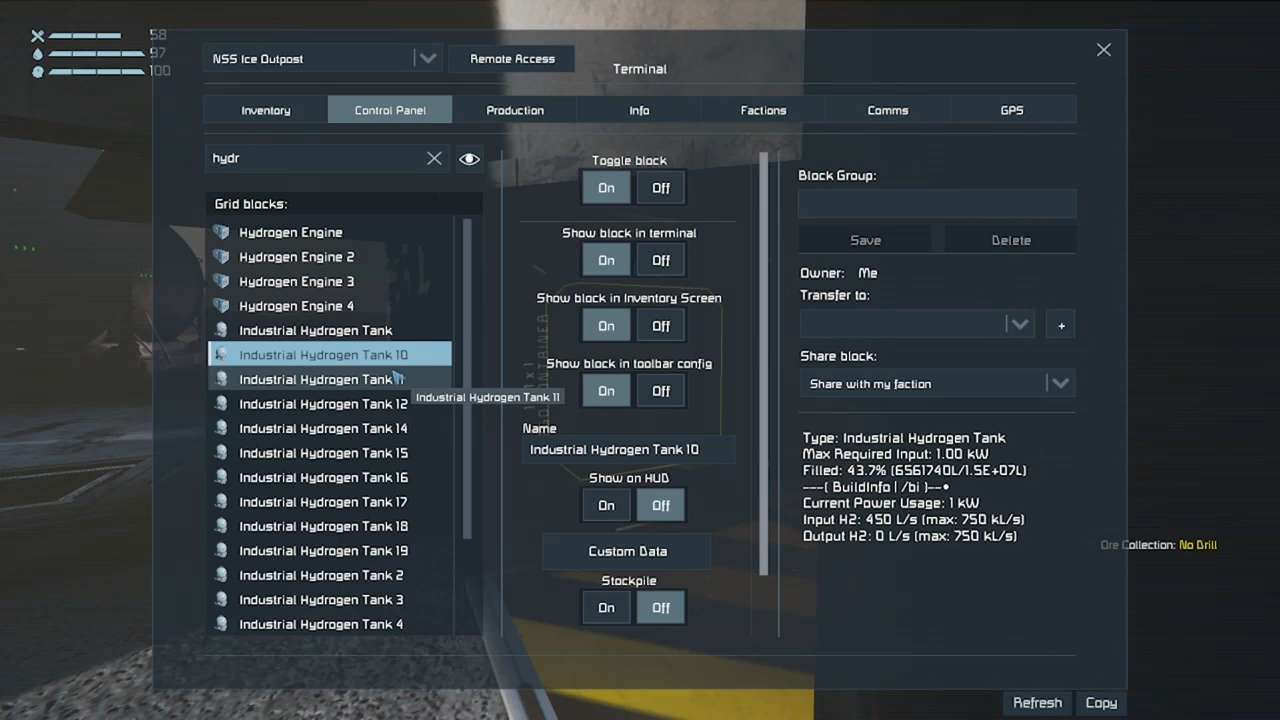 58
NSS Ice Outpost
Remote Access
Terminal
97
100
Inventory
Control Panel
Production
Info
Factions
Comms
GPS
hydr
Grid blocks:
Hydrogen Engine
Hydrogen Engine 2
Hydrogen Engine 3
Hydrogen Engine 4
Industrial Hydrogen Tank
Industrial Hydrogen Tank 10
Industrial Hydrogen Tank
Industrial Hydrogen Tank 11
Industrial Hydrogen Tank 12
Industrial Hydrogen Tank 14
Industrial Hydrogen Tank 15
Industrial Hydrogen Tank 16
Industrial Hydrogen Tank 17
Industrial Hydrogen Tank 18
Industrial Hydrogen Tank 19
Industrial Hydrogen Tank 2
Industrial Hydrogen Tank 3
Industrial Hydrogen Tank 4
Toggle block
On Off
Show block in terminal
On Off
Show block in Inventory Screen
On Off
Show block in toolbar config
On Off
Name
Industrial Hydrogen Tank 10
Show on HUD
On Off
Custom Data
Stockpile
On Off
Block Group:
Save
Delete
Owner: Me
Transfer to:
+
Share block:
Share with my faction
Type: Industrial Hydrogen Tank
Max Required Input: 1.00 kW
Filled: 43.7% (6561740L/1.5E+07L)
---( BuildInfo | /bi )--•
Current Power Usage: 1 kW
Input H2: 450 L/s (max: 750 kL/s)
Output H2: 0 L/s (max: 750 kL/s)
Ore Collection: No Drill
Refresh
Copy